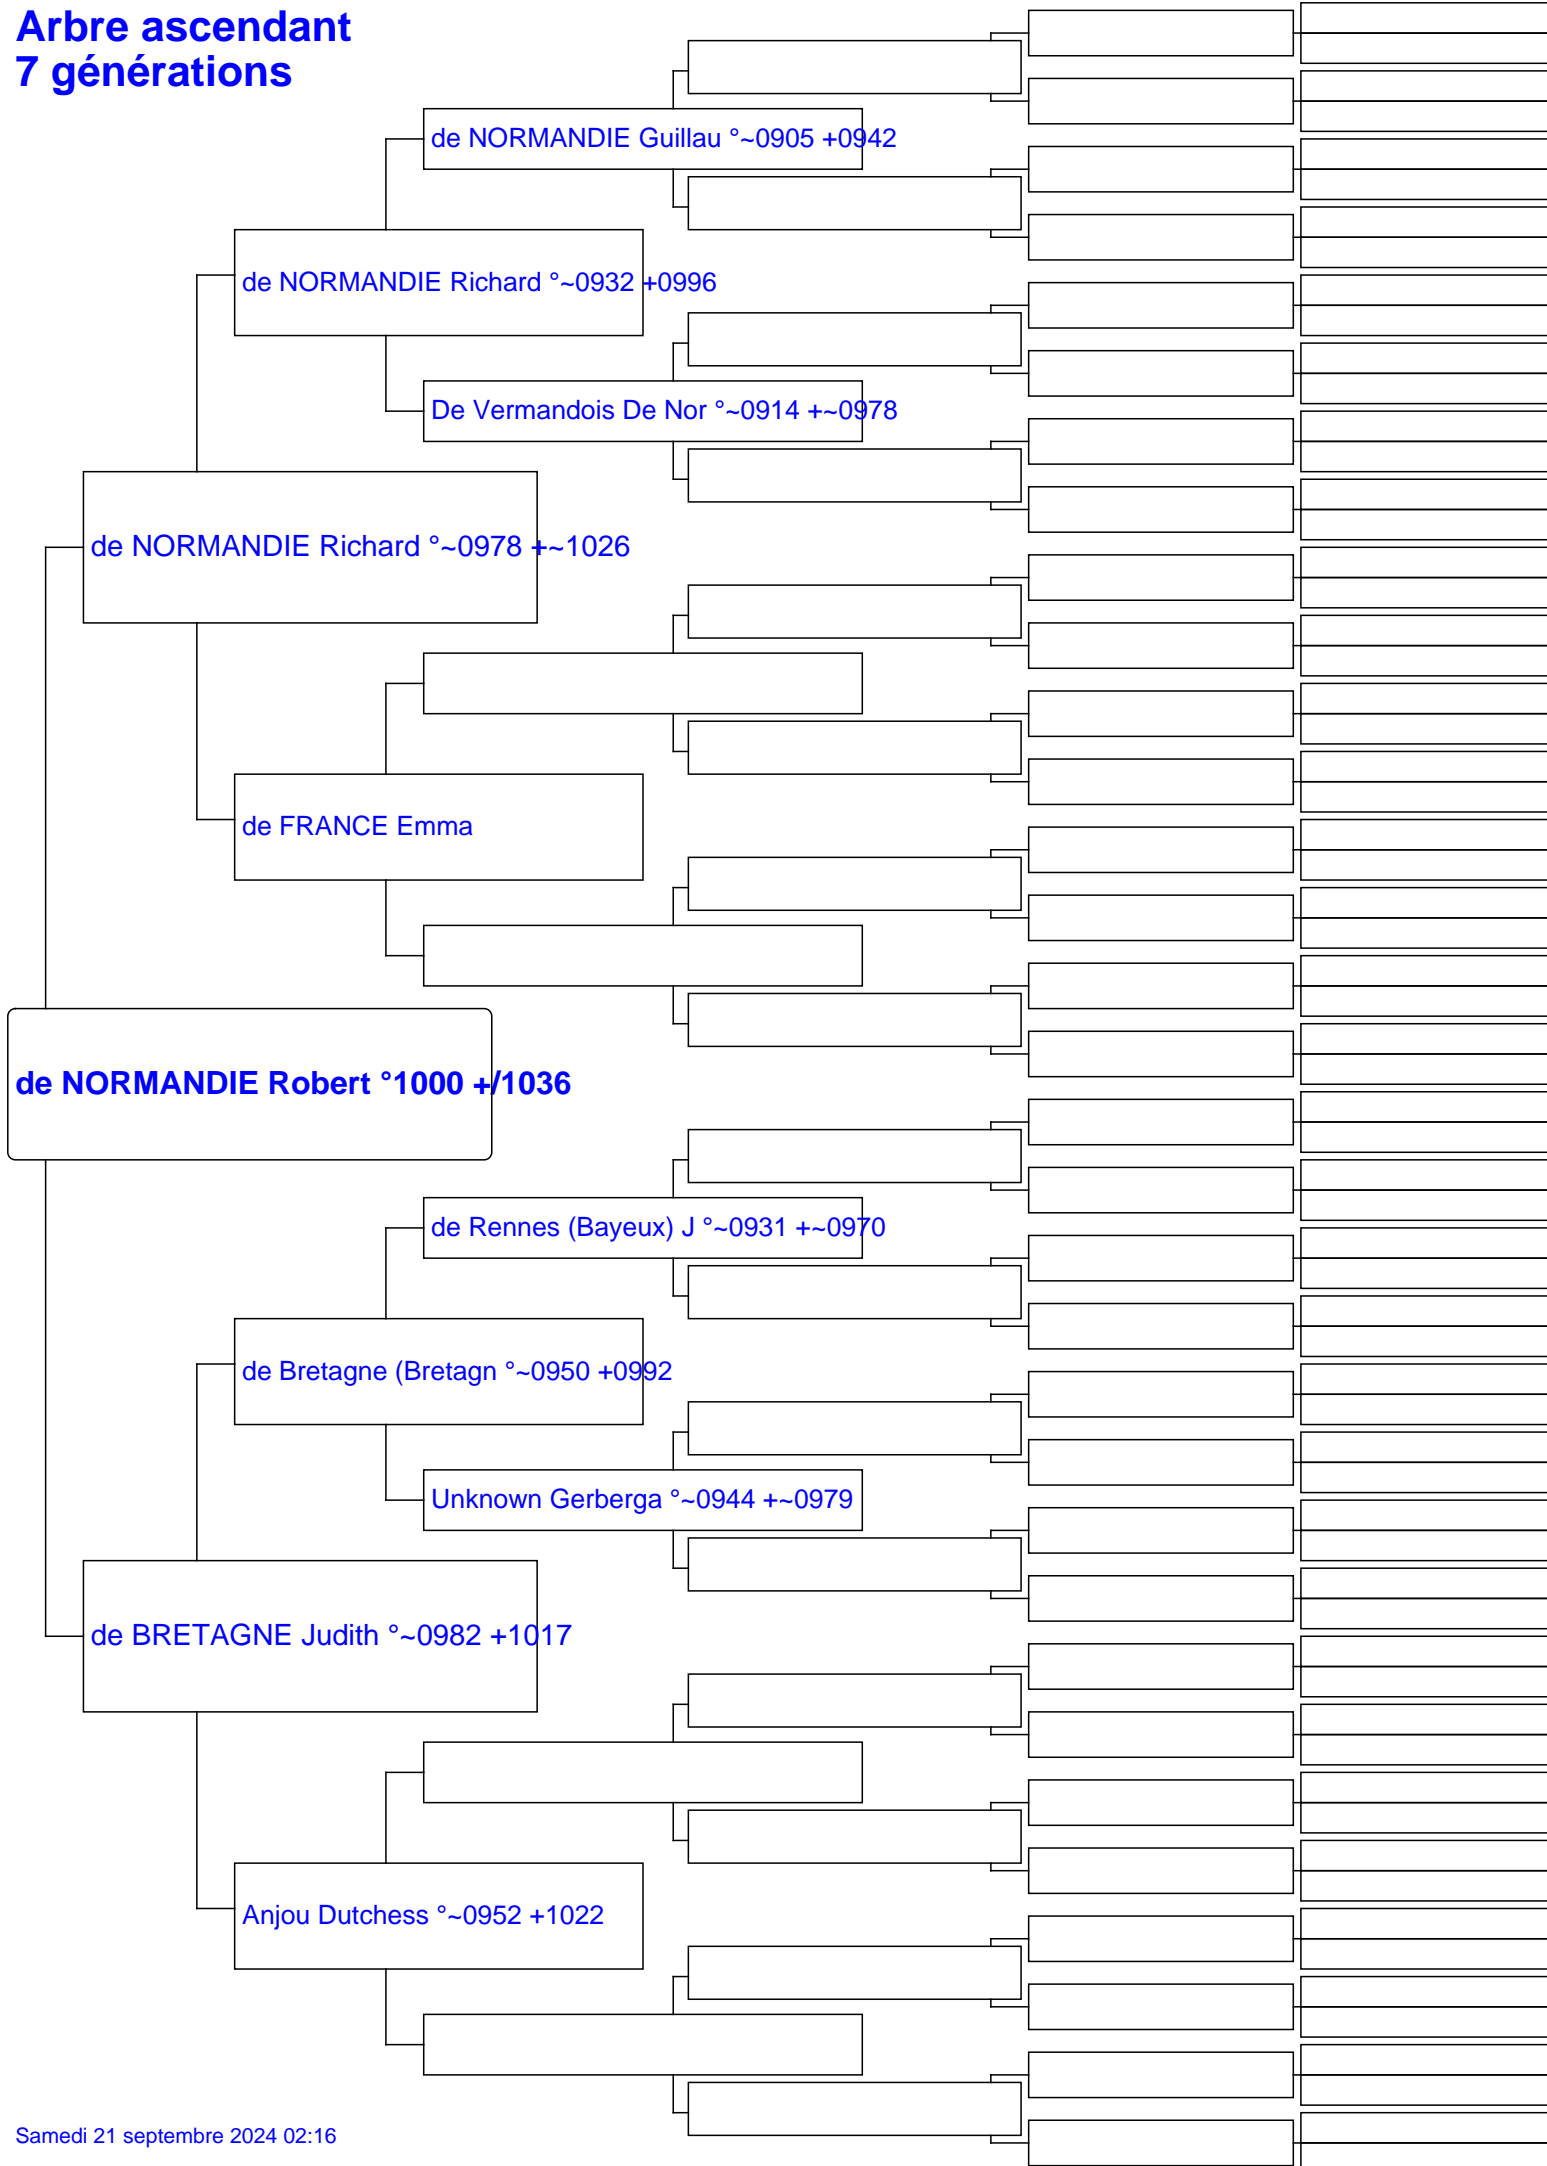 Arbre ascendant
7 générations
de NORMANDIE Guillau °~0905 +0942
de NORMANDIE Richard °~0932 +0996
De Vermandois De Nor °~0914 +~0978
de NORMANDIE Richard °~0978 +~1026
de FRANCE Emma
de NORMANDIE Robert °1000 +/1036
de Rennes (Bayeux) J °~0931 +~0970
de Bretagne (Bretagn °~0950 +0992
Unknown Gerberga °~0944 +~0979
de BRETAGNE Judith °~0982 +1017
Anjou Dutchess °~0952 +1022
Samedi 21 septembre 2024 02:16